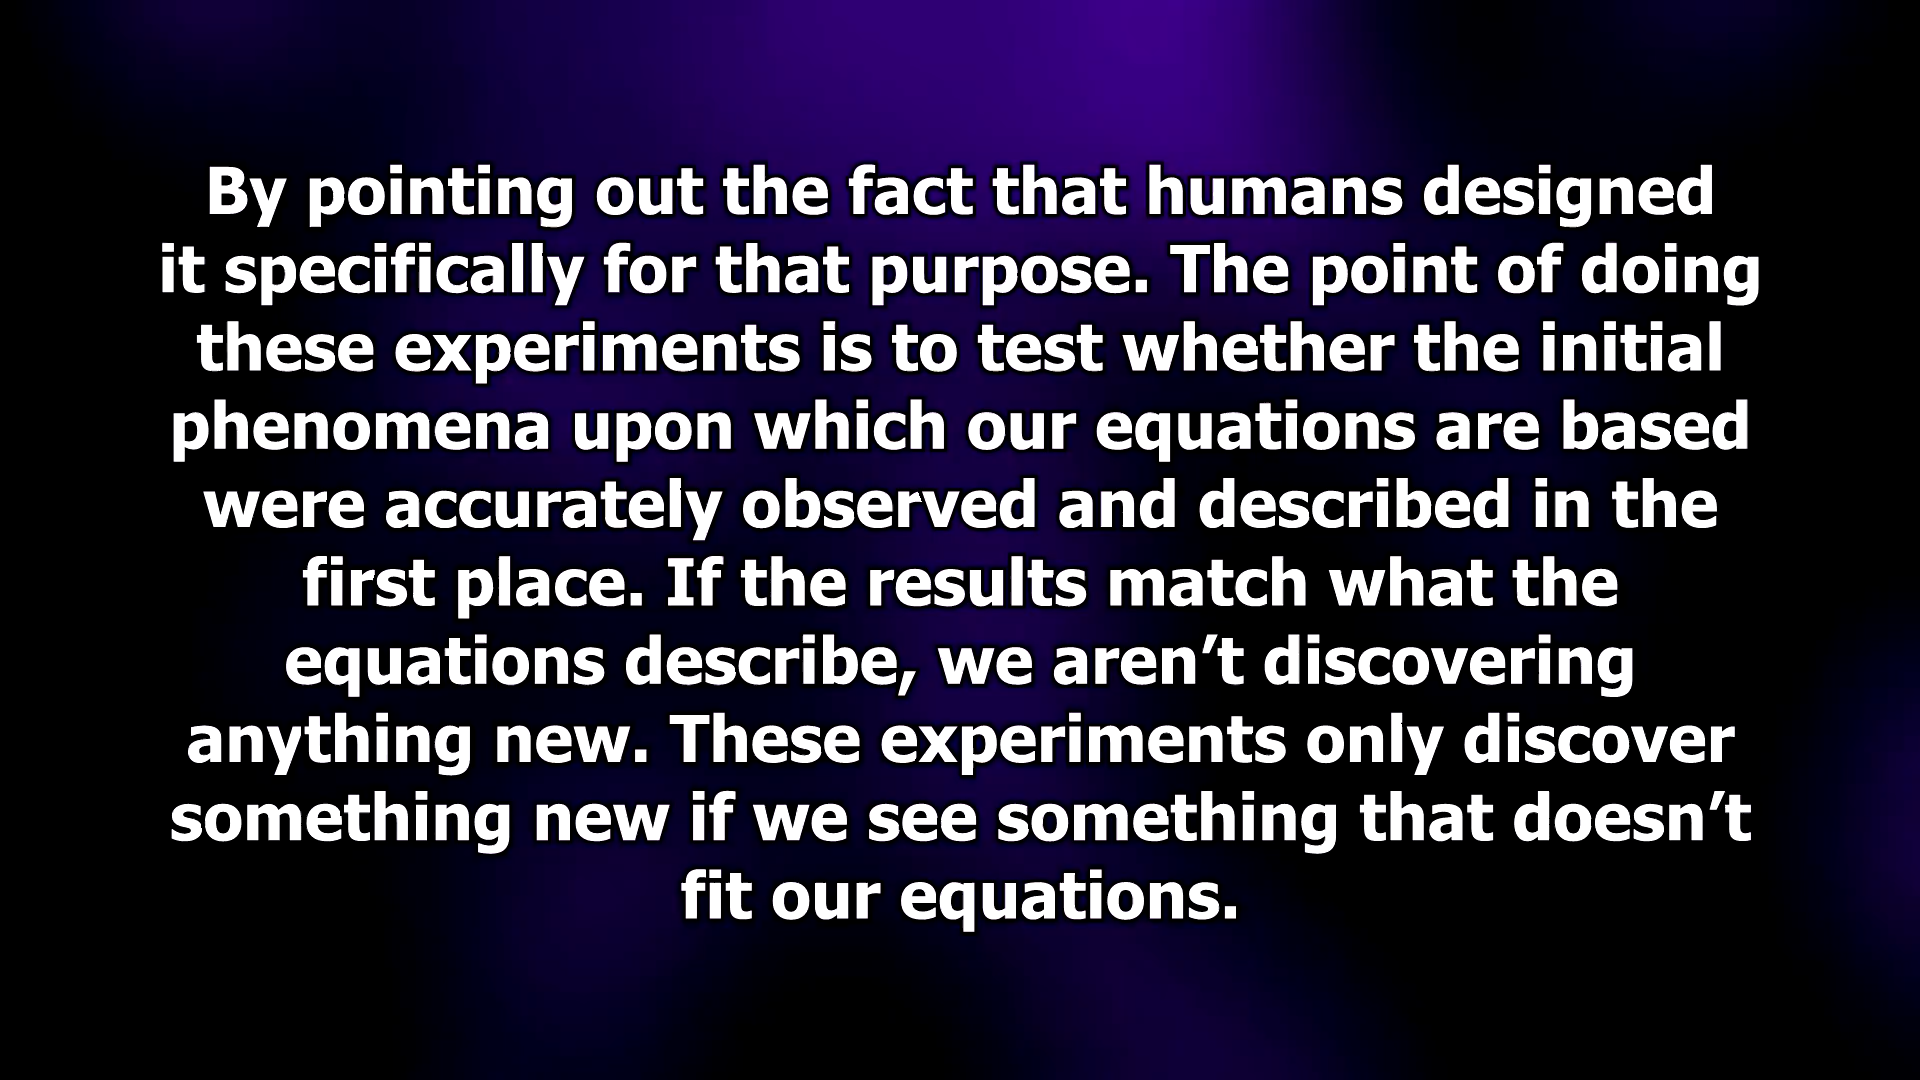 By pointing out the fact that humans designed
it specifically for that purpose. The point of doing
these experiments is to test whether the initial
phenomena upon which our equations are based
were accurately observed and described in the
first place. If the results match what the
equations describe, we aren’t discovering
anything new. These experiments only discover
something new if we see something that doesn’t
fit our equations.